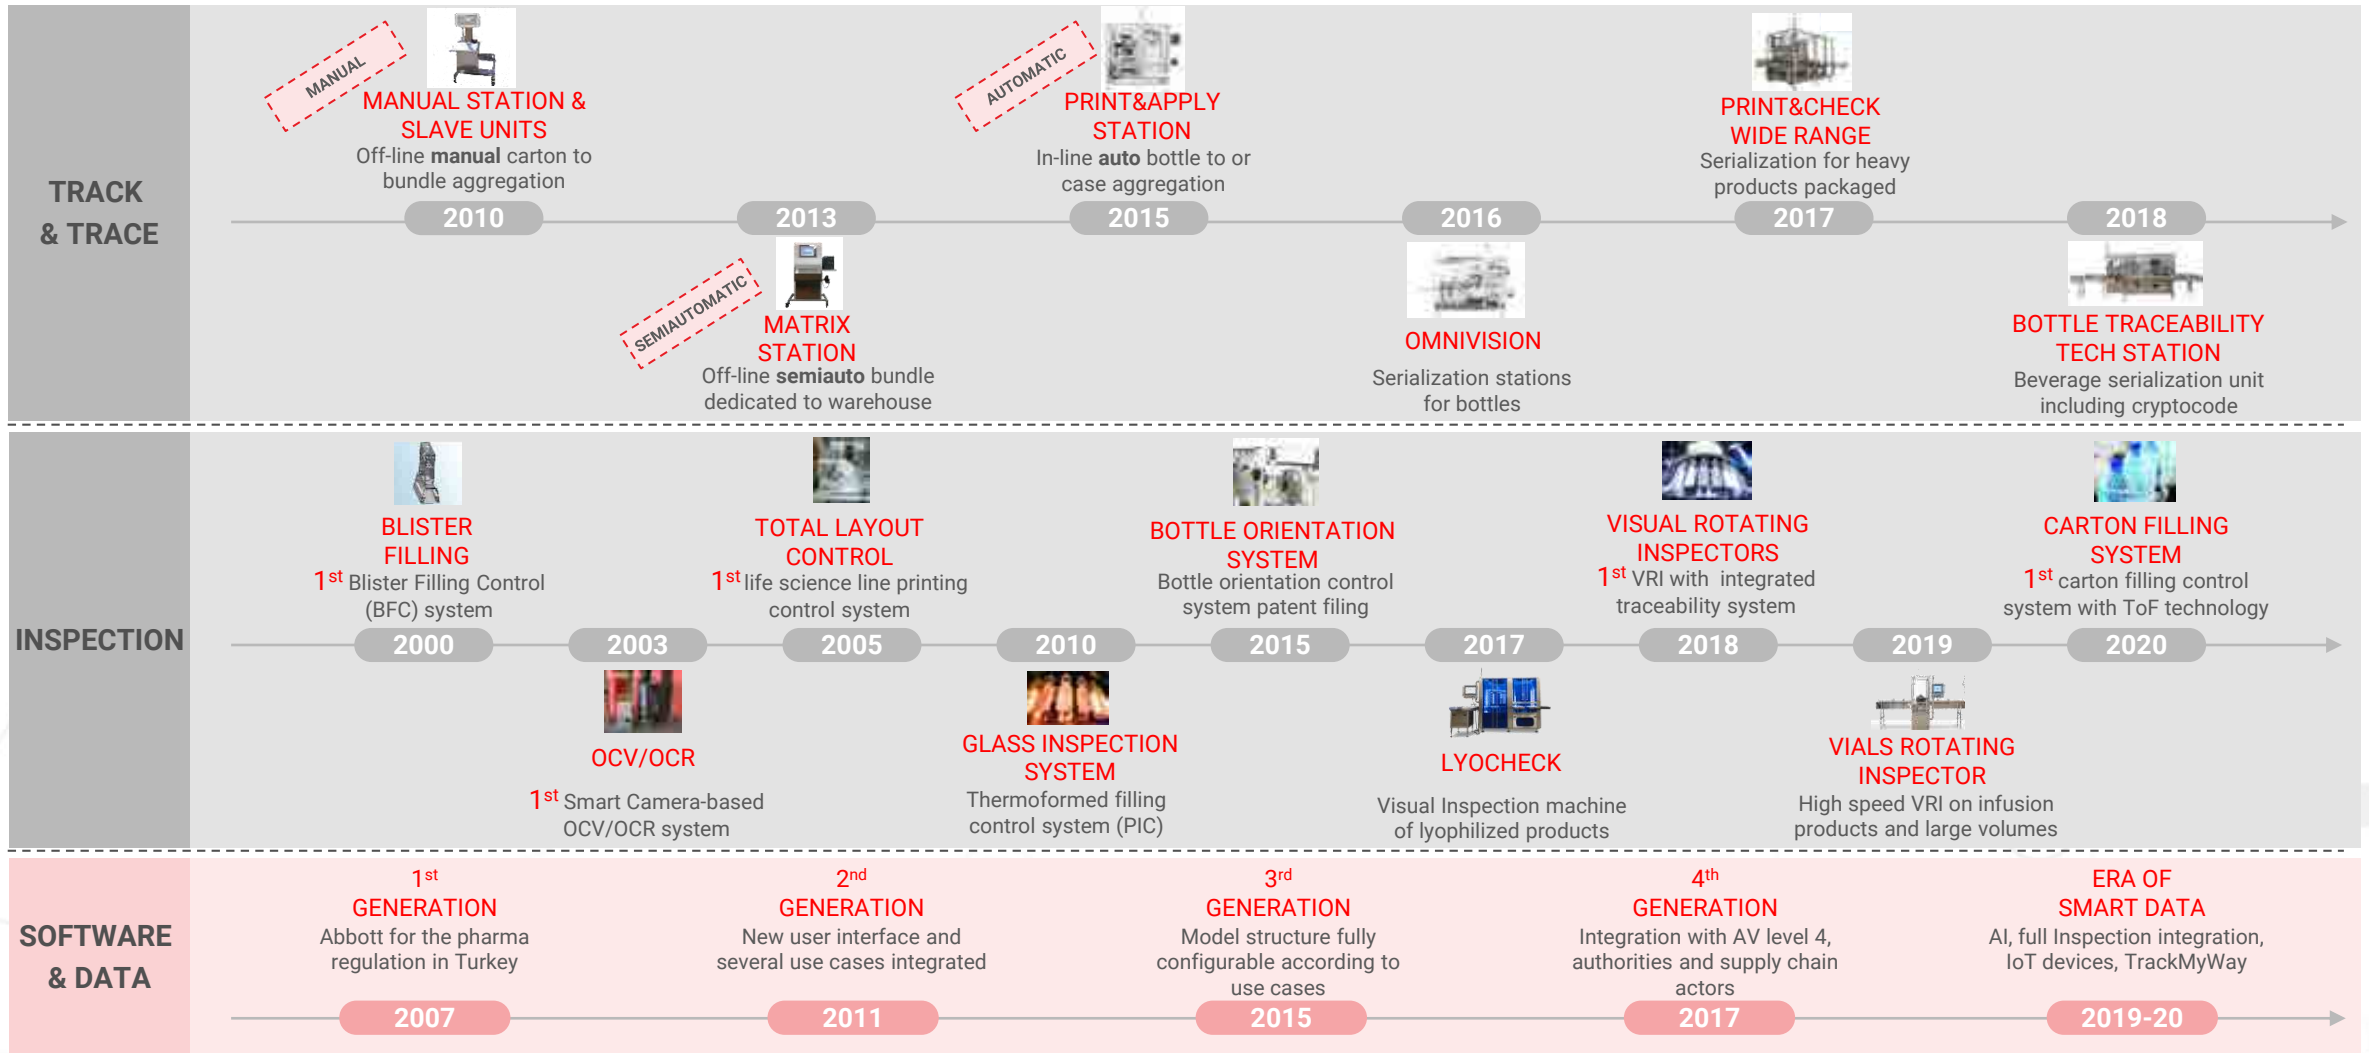 TRACK
& TRACE
MANUAL
MANUAL STATION &
SLAVE UNITS
Off-line manual carton to
bundle aggregation
2010
2013
SEMIAUTOMATIC
MATRIX
STATION
Off-line semiauto bundle
dedicated to warehouse
AUTOMATIC
PRINT&APPLY
STATION
In-line auto bottle to or
case aggregation
2015
2016
OMNIVISION
Serialization stations
for bottles
PRINT&CHECK
WIDE RANGE
Serialization for heavy
products packaged
2017
2018
BOTTLE TRACEABILITY
TECH STATION
Beverage serialization unit
including cryptocode
INSPECTION
BLISTER
FILLING
1st Blister Filling Control
(BFC) system
2000
2003
OCV/OCR
1st Smart Camera-based
OCV/OCR system
TOTAL LAYOUT
CONTROL
1st life science line printing
control system
2005
2010
GLASS INSPECTION
SYSTEM
Thermoformed filling
control system (PIC)
BOTTLE ORIENTATION
SYSTEM
Bottle orientation control
system patent filing
2015
2017
LYOCHECK
Visual Inspection machine
of lyophilized products
VISUAL ROTATING
INSPECTORS
1st VRI with integrated
traceability system
2018
2019
VIALS ROTATING
INSPECTOR
High speed VRI on infusion
products and large volumes
CARTON FILLING
SYSTEM
1st carton filling control
system with ToF technology
2020
SOFTWARE
& DATA
1st
GENERATION
Abbott for the pharma
regulation in Turkey
2007
2nd
GENERATION
New user interface and
several use cases integrated
2011
3rd
GENERATION
Model structure fully
configurable according to
use cases
2015
4th
GENERATION
Integration with AV level 4,
authorities and supply chain
actors
2017
ERA OF
SMART DATA
AI, full Inspection integration,
IoT devices, TrackMyWay
2019-20